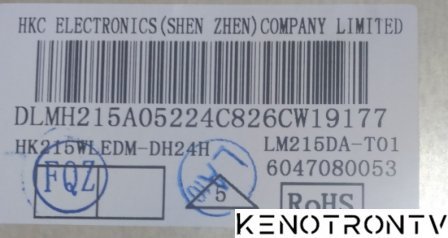 HKC ELECTRONICS(SHEN ZHEN)COMPANY LIMITED
DLMH215A05224C826CW19177
HK215WLEDM-DH24H LM215DA-T01
6047080053
FQZ
5
RoHS
KENOTRONTV